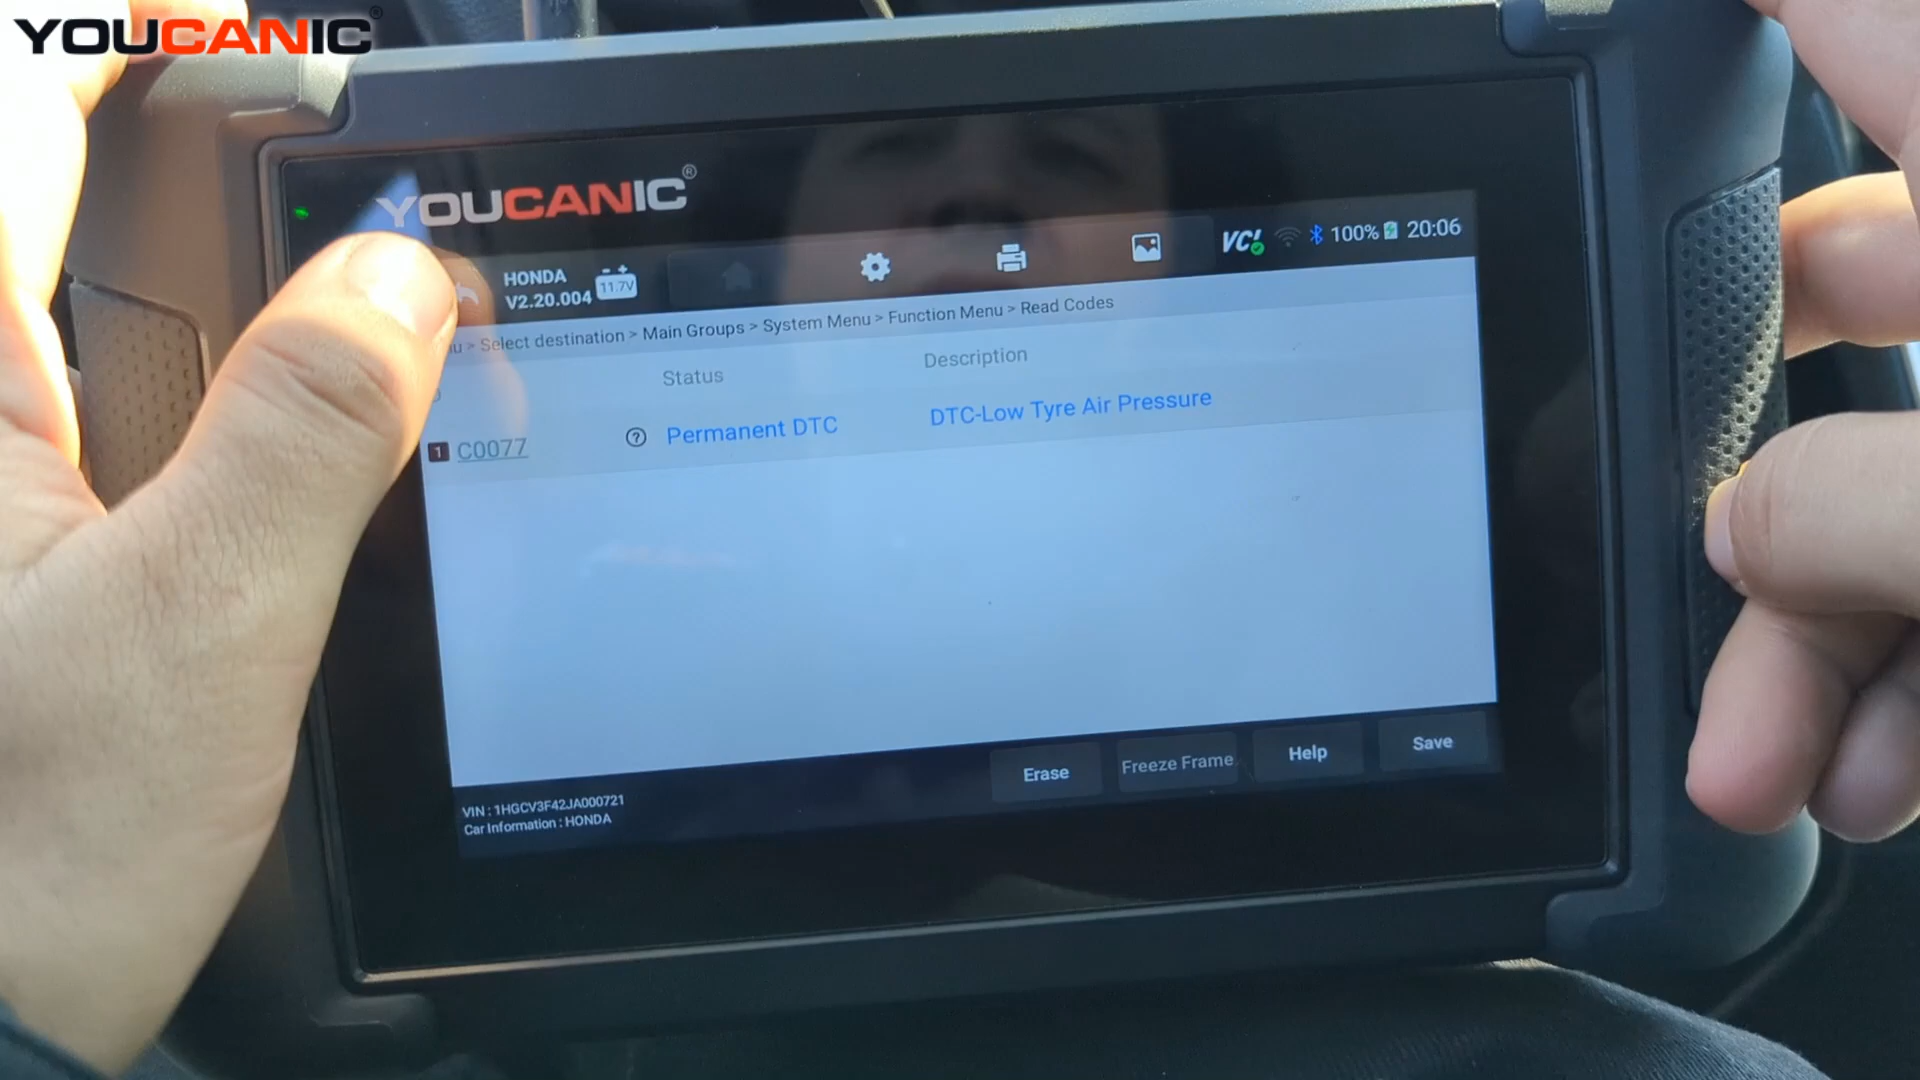 YOUCANIC®
YOUCANIC®
HONDA
V2.20.004
11.7V
VCI
100%
20:06
> Select destination > Main Groups > System Menu > Function Menu > Read Codes
Status
Description
1 C0077
? Permanent DTC
DTC-Low Tyre Air Pressure
Erase
Freeze Frame
Help
Save
VIN : 1HGCV3F42JA000721
Car Information : HONDA